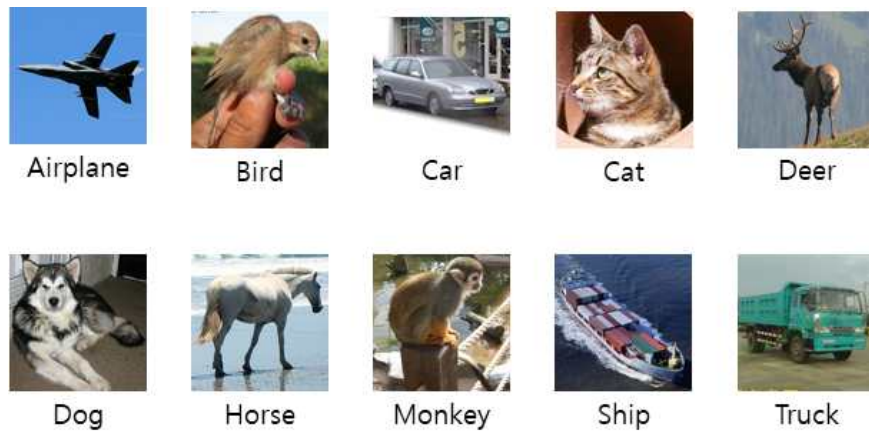 Airplane
Bird
Car
Cat
Deer
Dog
Horse
Monkey
Ship
Truck